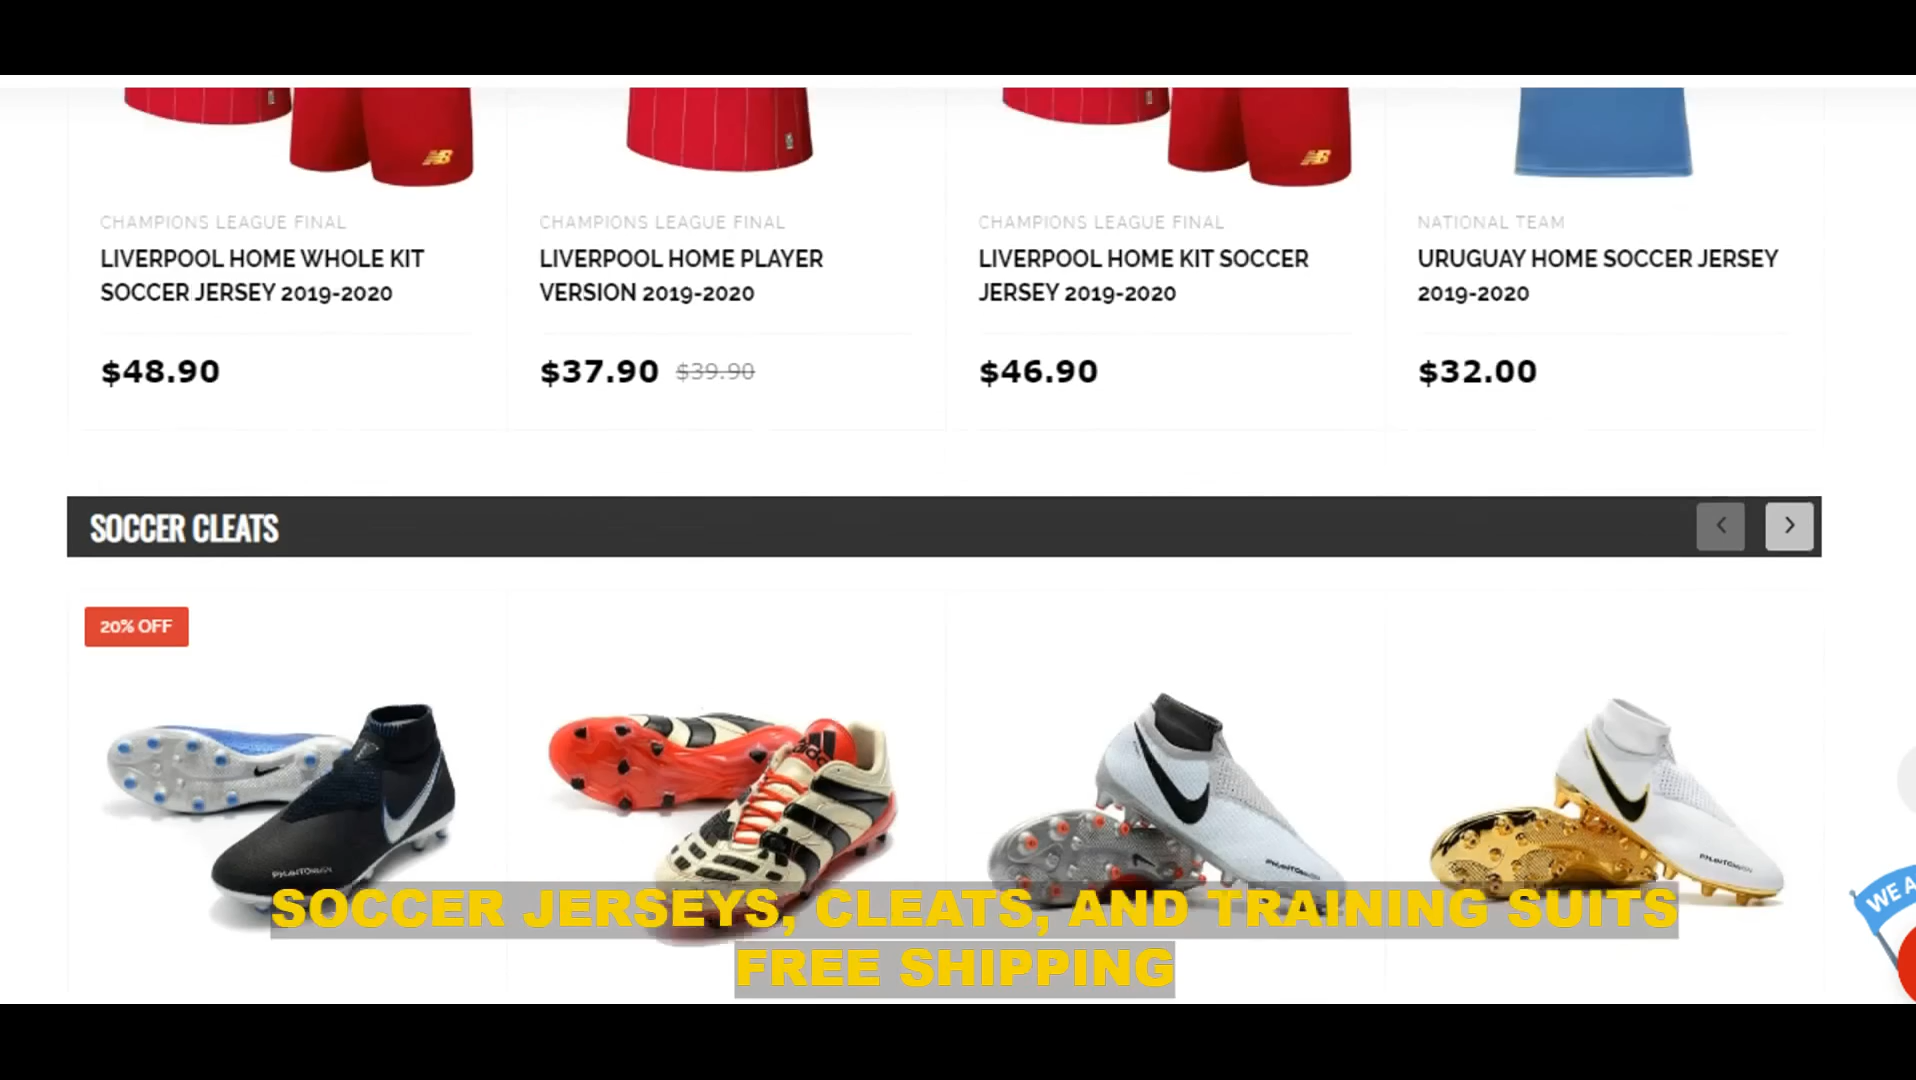 CHAMPIONS LEAGUE FINAL
LIVERPOOL HOME WHOLE KIT
SOCCER JERSEY 2019-2020
$48.90
CHAMPIONS LEAGUE FINAL
LIVERPOOL HOME PLAYER
VERSION 2019-2020
$37.90 $39.90
CHAMPIONS LEAGUE FINAL
LIVERPOOL HOME KIT SOCCER
JERSEY 2019-2020
$46.90
NATIONAL TEAM
URUGUAY HOME SOCCER JERSEY
2019-2020
$32.00
SOCCER CLEATS
20% OFF
SOCCER JERSEYS, CLEATS, AND TRAINING SUITS
FREE SHIPPING
WE A